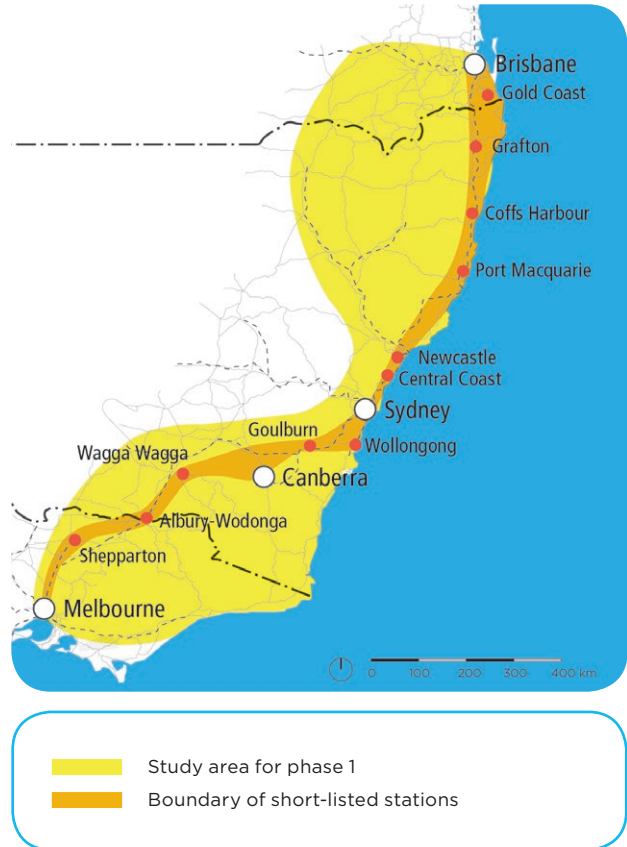 Brisbane
Gold Coast
Grafton
Coffs Harbour
Port Macquarie
Newcastle
Central Coast
Sydney
Goulburn
Wollongong
Wagga Wagga
Canberra
Albury-Wodonga
Shepparton
Melbourne
0 100 200 300 400 km
Study area for phase 1
Boundary of short-listed stations